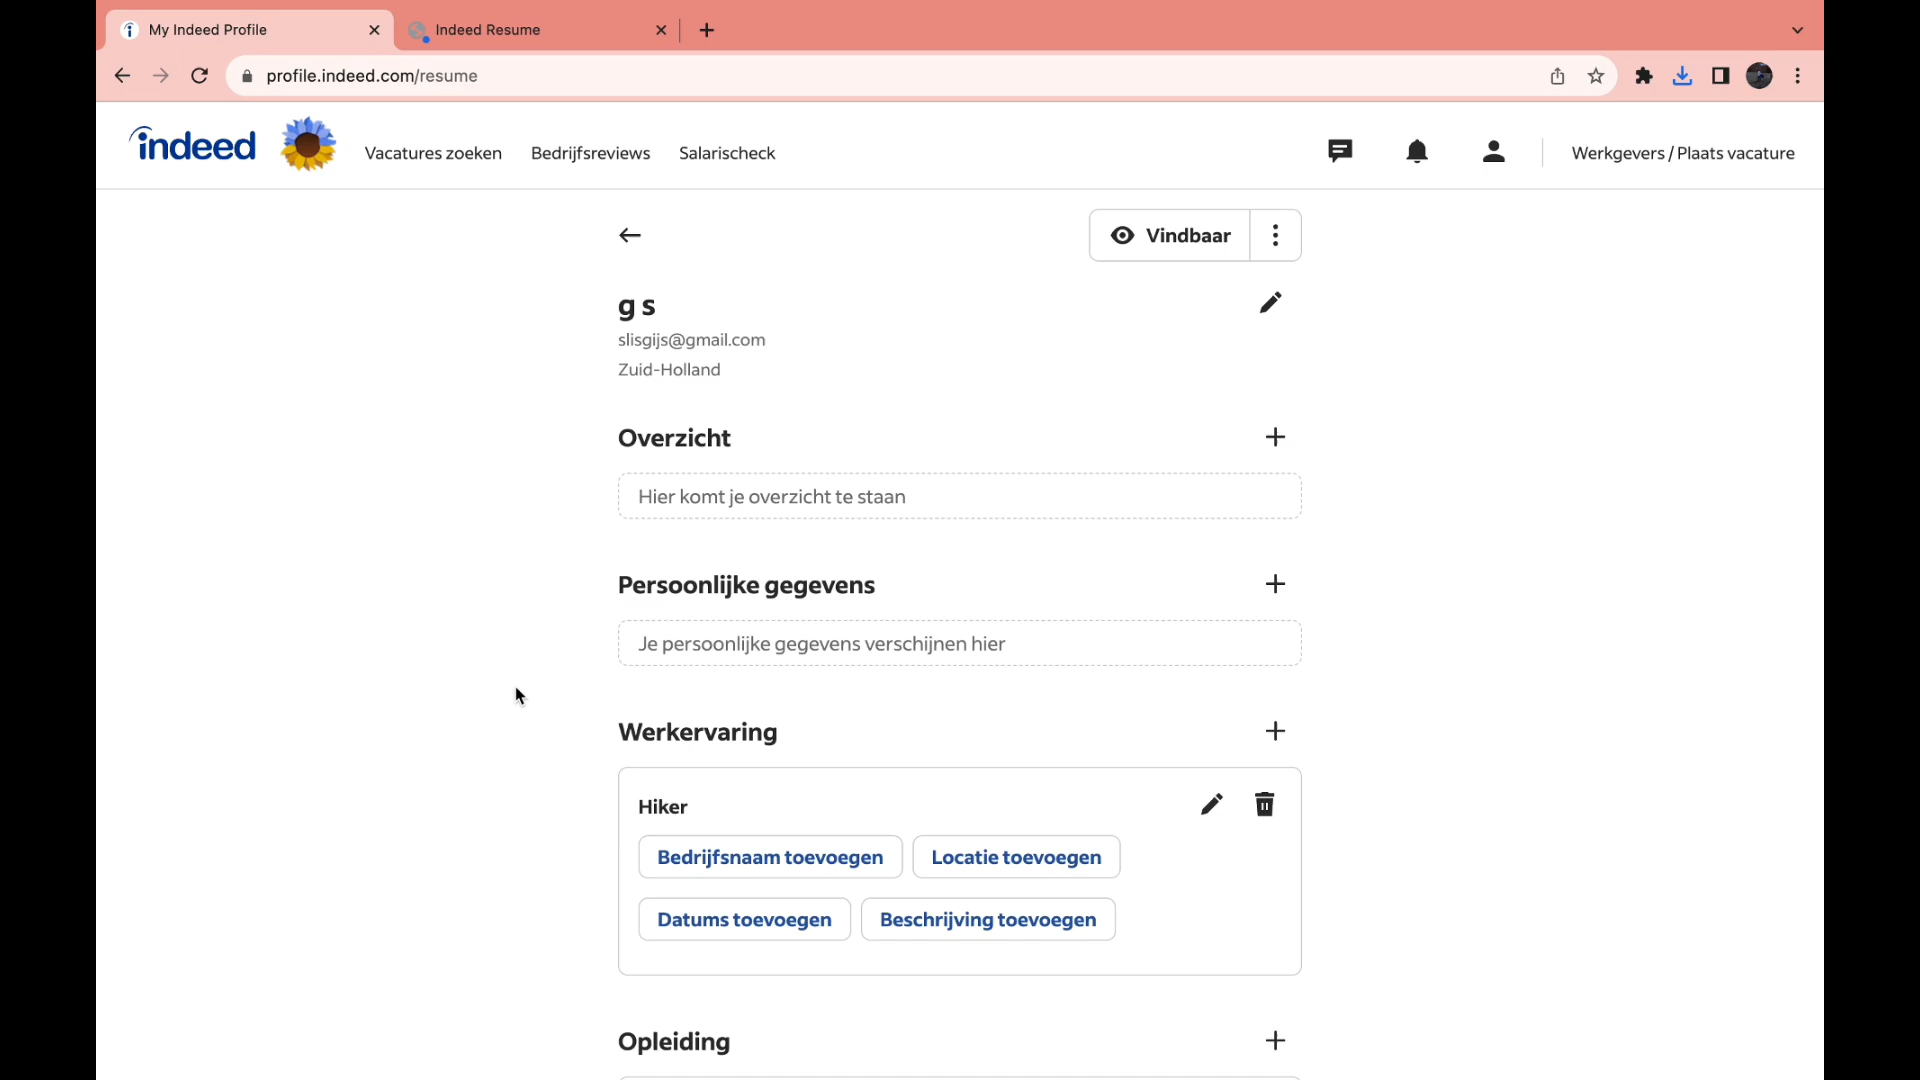 My Indeed Profile
Indeed Resume
profile.indeed.com/resume
indeed
Vacatures zoeken
Bedrijfsreviews
Salarischeck
Werkgevers / Plaats vacature
Vindbaar
g s
slisgijs@gmail.com
Zuid-Holland
Overzicht
Hier komt je overzicht te staan
Persoonlijke gegevens
Je persoonlijke gegevens verschijnen hier
Werkervaring
Hiker
Bedrijfsnaam toevoegen
Locatie toevoegen
Datums toevoegen
Beschrijving toevoegen
Opleiding